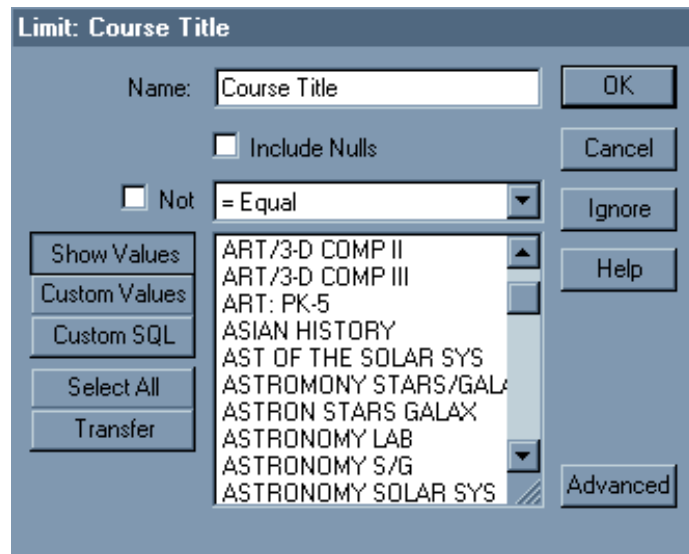 Limit: Course Title
Name: Course Title OK
Include Nulls Cancel
Not = Equal Ignore
Show Values
Custom Values
Custom SQL
Select All
Transfer
ART/3-D COMP II
ART/3-D COMP III
ART: PK-5
ASIAN HISTORY
AST OF THE SOLAR SYS
ASTROMONY STARS/GALA
ASTRON STARS GALAX
ASTRONOMY LAB
ASTRONOMY S/G
ASTRONOMY SOLAR SYS
Help
Advanced